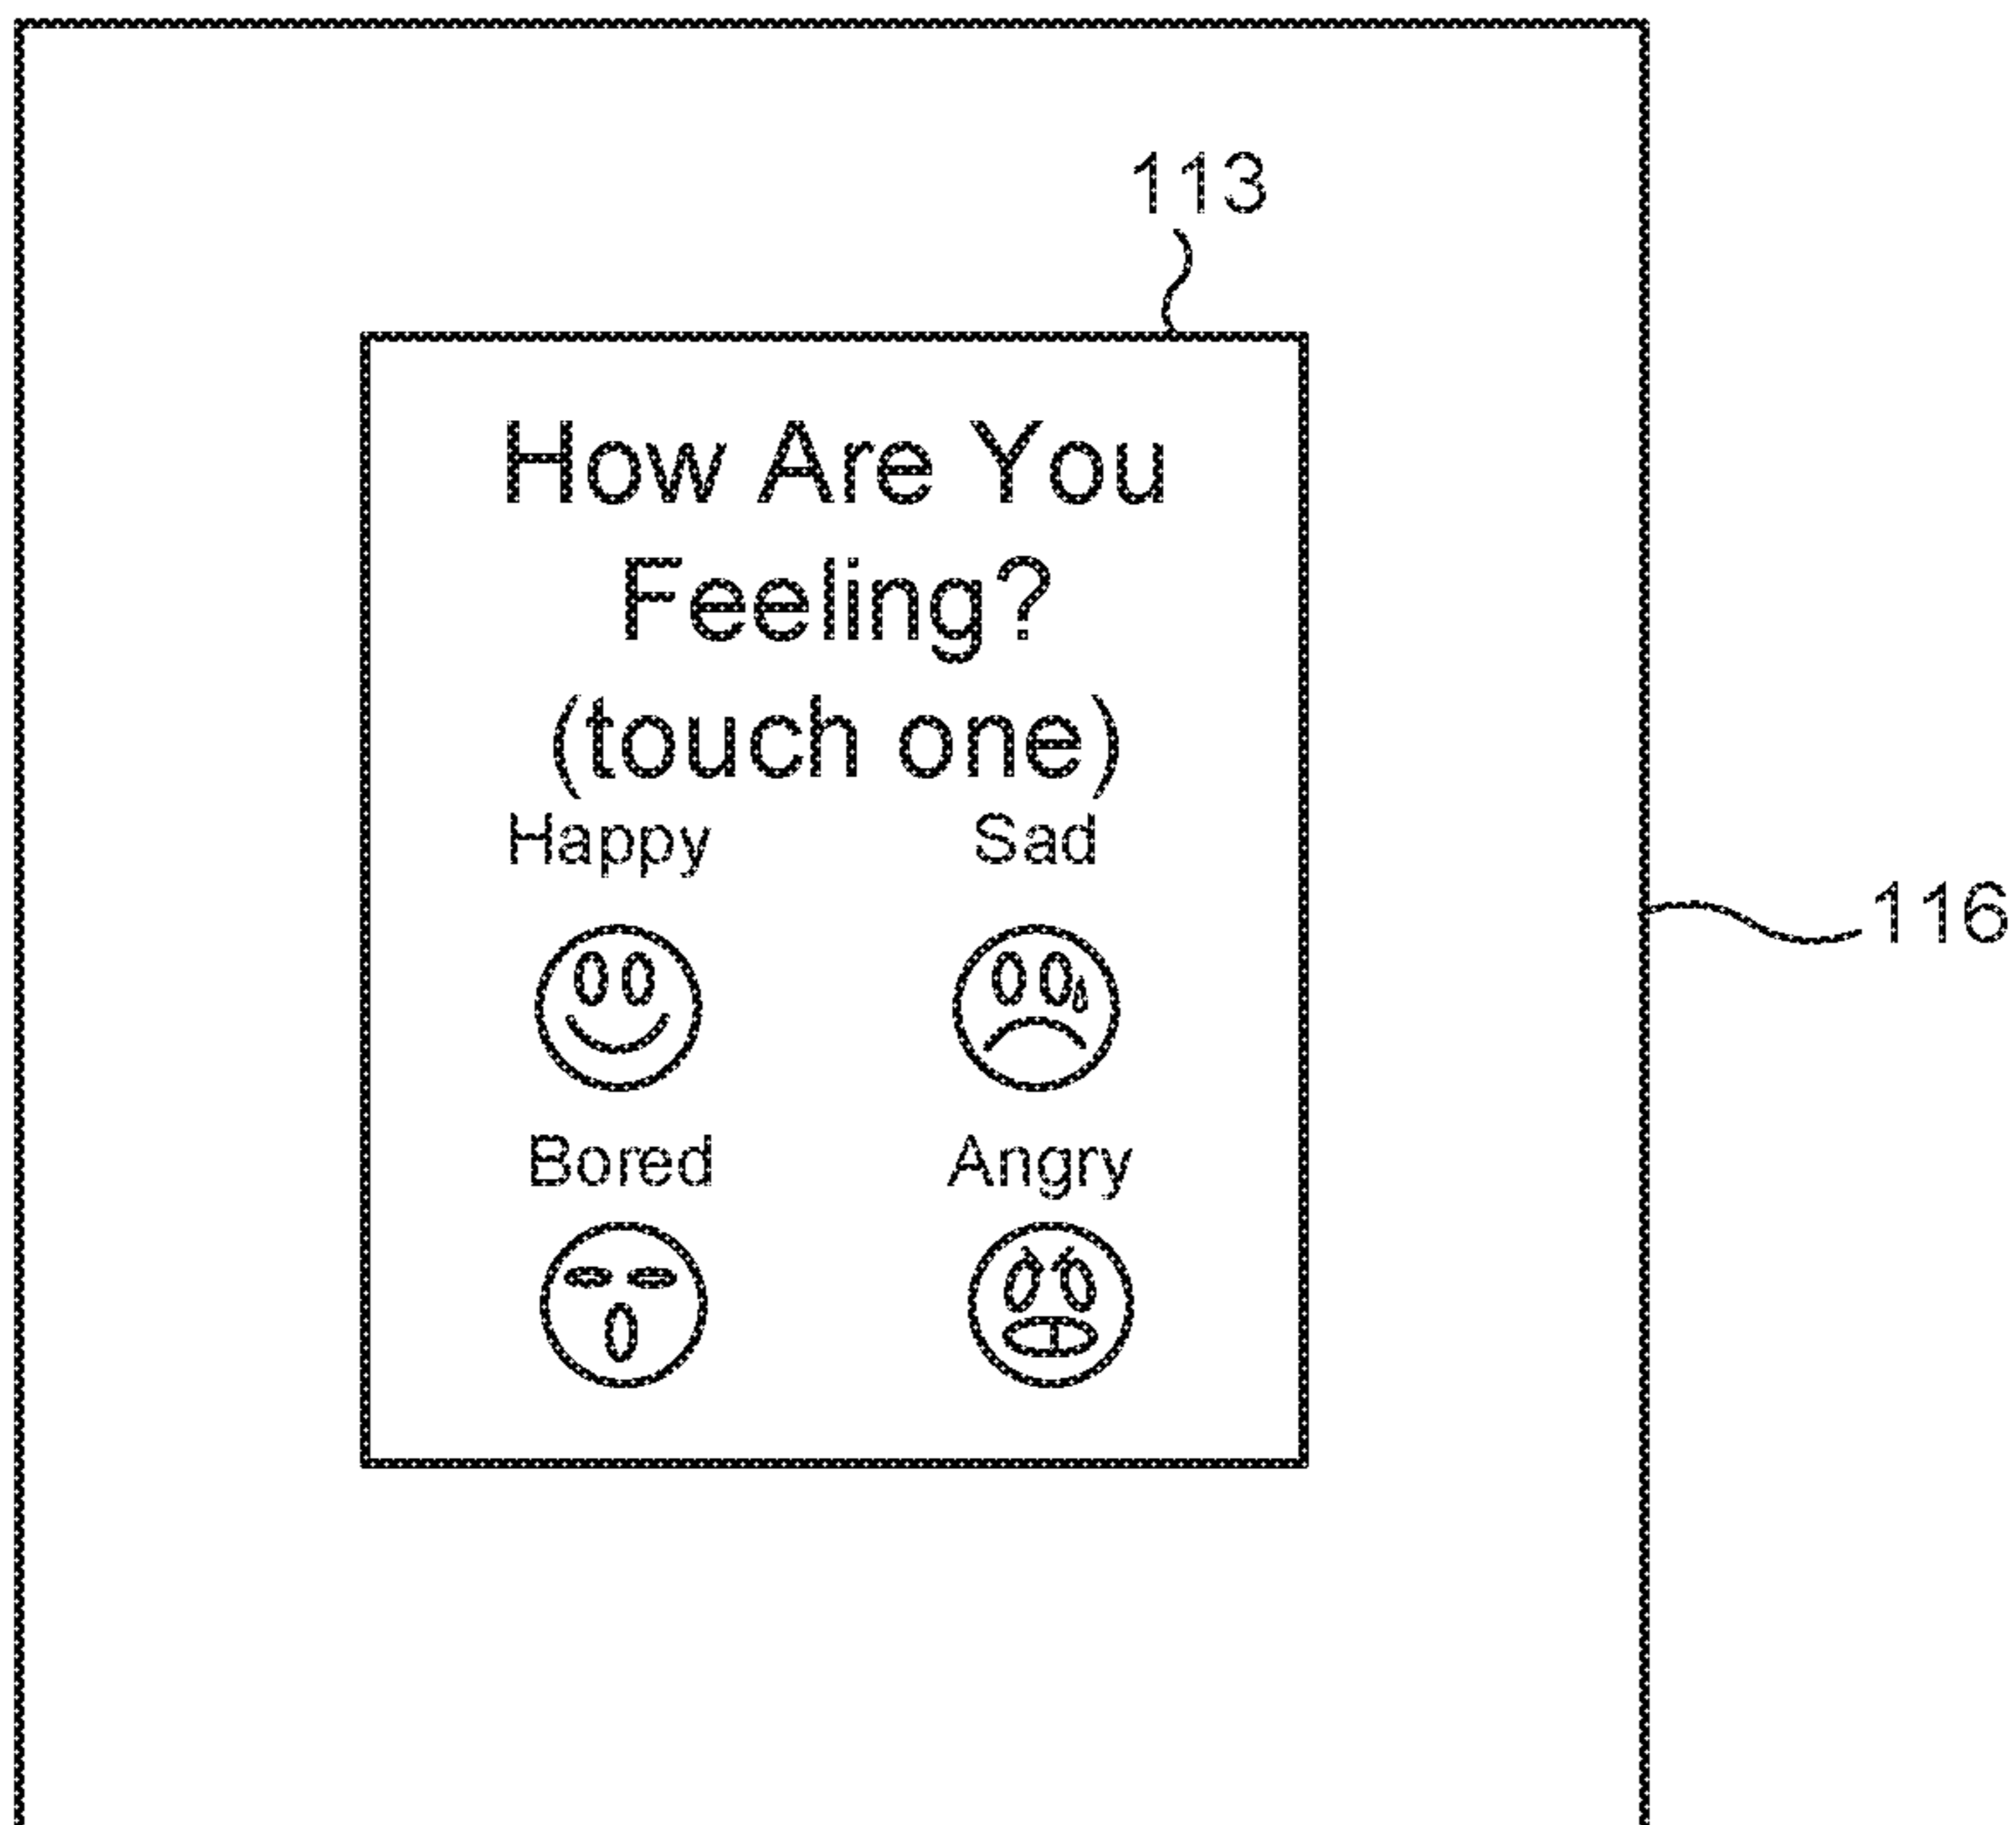 113
How Are You
Feeling?
(touch one)
Happy Sad
116
Bored Angry